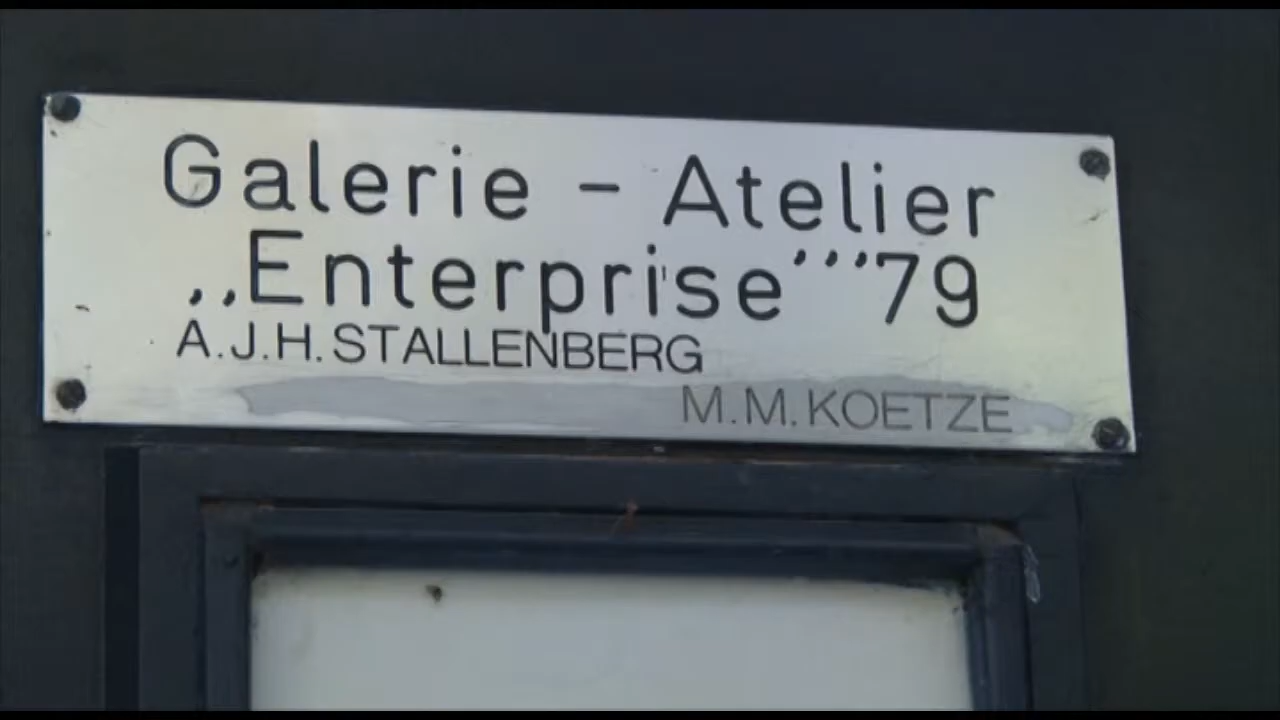 Galerie - Atelier
,,Enterprise'''79
A.J.H. STALLENBERG
M.M. KOETZE